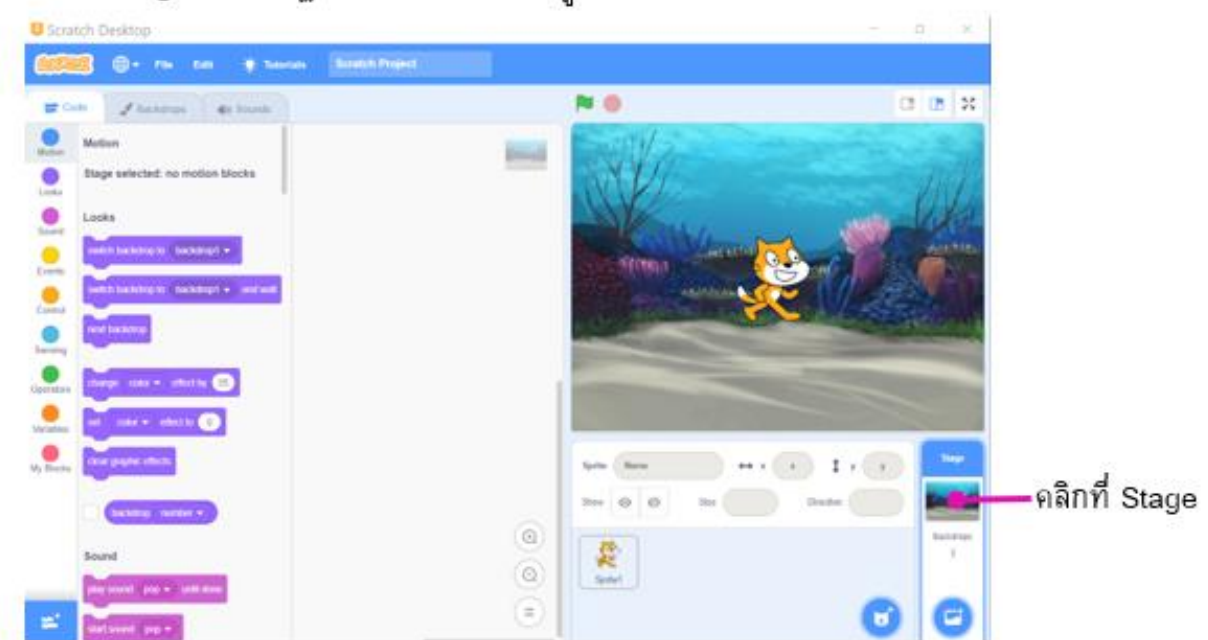 Scratch Desktop
File Edit Tutorials Scratch Project
Code Backdrops Sounds
Motion
Motion
Stage selected: no motion blocks
Looks
Looks
Sound
switch backdrop to backdrop1
Events
switch backdrop to backdrop1 and wait
Control
next backdrop
Sensing
Operators
change color effect by 25
Variables
set color effect to 0
My Blocks
clear graphic effects
backdrop number
Sound
play sound pop until done
start sound pop
Sprite Name x x y y
Show Size Direction
Sprite1
Stage
Backdrops
คลิกที่ Stage